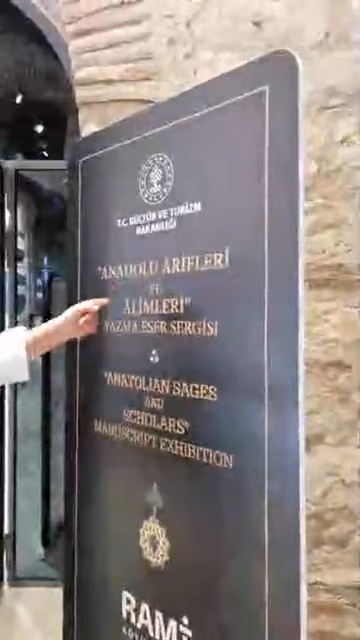 T.C. KÜLTÜR VE TURİZM
BAKANLIĞI
"ANADOLU ARİFLERİ
VE
ALİMLERİ"
YAZMA ESER SERGİSİ
"ANATOLIAN SAGES
AND
SCHOLARS"
MANUSCRIPT EXHIBITION
RAMİ